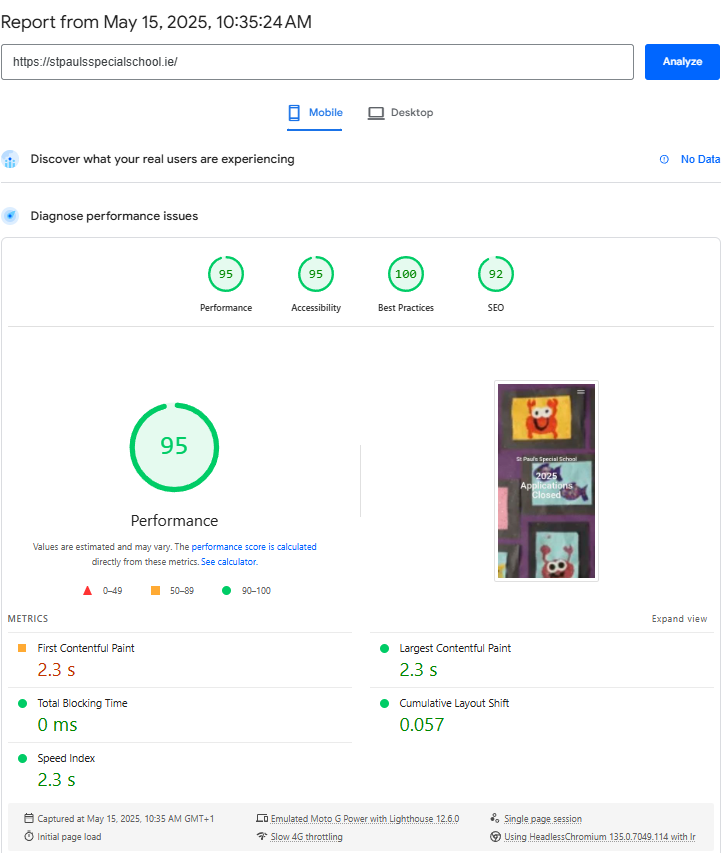 Report from May 15, 2025, 10:35:24 AM
https://stpaulsspecialschool.ie/
Analyze
Mobile
Desktop
Discover what your real users are experiencing
No Data
Diagnose performance issues
95
95
100
92
Performance
Accessibility
Best Practices
SEO
95
Performance
Values are estimated and may vary. The performance score is calculated
directly from these metrics. See calculator.
0–49
50–89
90–100
St Pauls Special School
2025
Applications
Closed
METRICS
Expand view
First Contentful Paint
2.3 s
Largest Contentful Paint
2.3 s
Total Blocking Time
0 ms
Cumulative Layout Shift
0.057
Speed Index
2.3 s
Captured at May 15, 2025, 10:35 AM GMT+1
Emulated Moto G Power with Lighthouse 12.6.0
Single page session
Initial page load
Slow 4G throttling
Using HeadlessChromium 135.0.7049.114 with lr